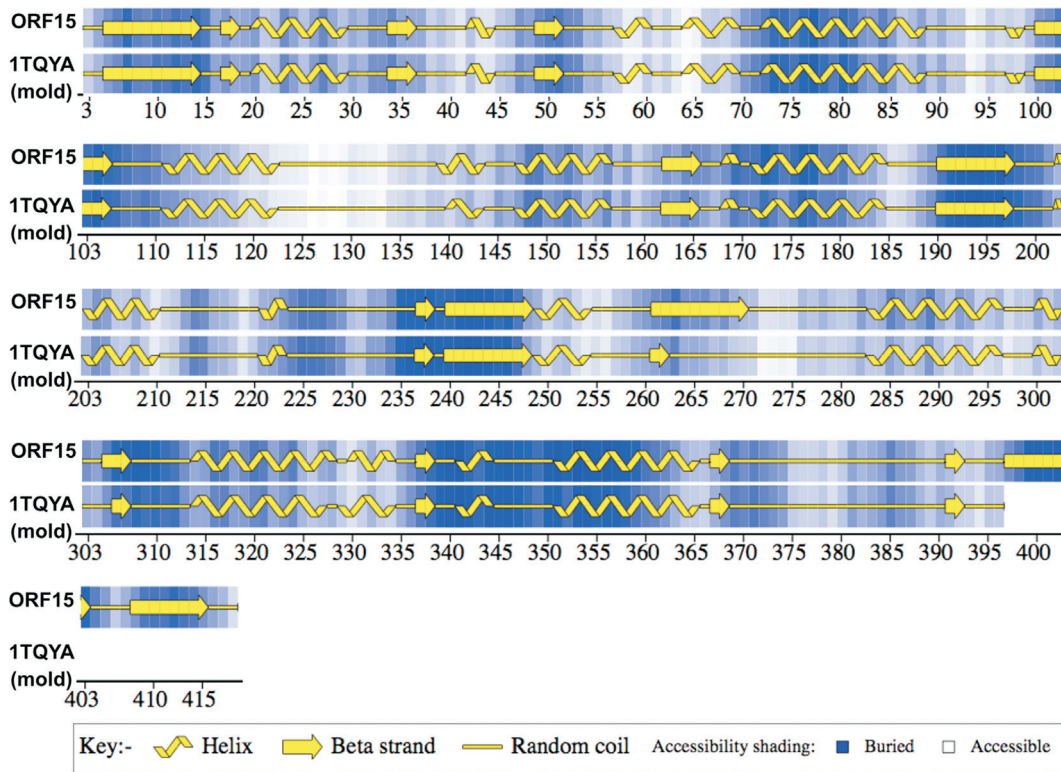 ORF15
1TQYA
(mold)
3 10 15 20 25 30 35 40 45 50 55 60 65 70 75 80 85 90 95 100
ORF15
1TQYA
(mold)
103 110 115 120 125 130 135 140 145 150 155 160 165 170 175 180 185 190 195 200
ORF15
1TQYA
(mold)
203 210 215 220 225 230 235 240 245 250 255 260 265 270 275 280 285 290 295 300
ORF15
1TQYA
(mold)
303 310 315 320 325 330 335 340 345 350 355 360 365 370 375 380 385 390 395 400
ORF15
1TQYA
(mold)
403 410 415
Key:- Helix Beta strand Random coil Accessibility shading: Buried Accessible